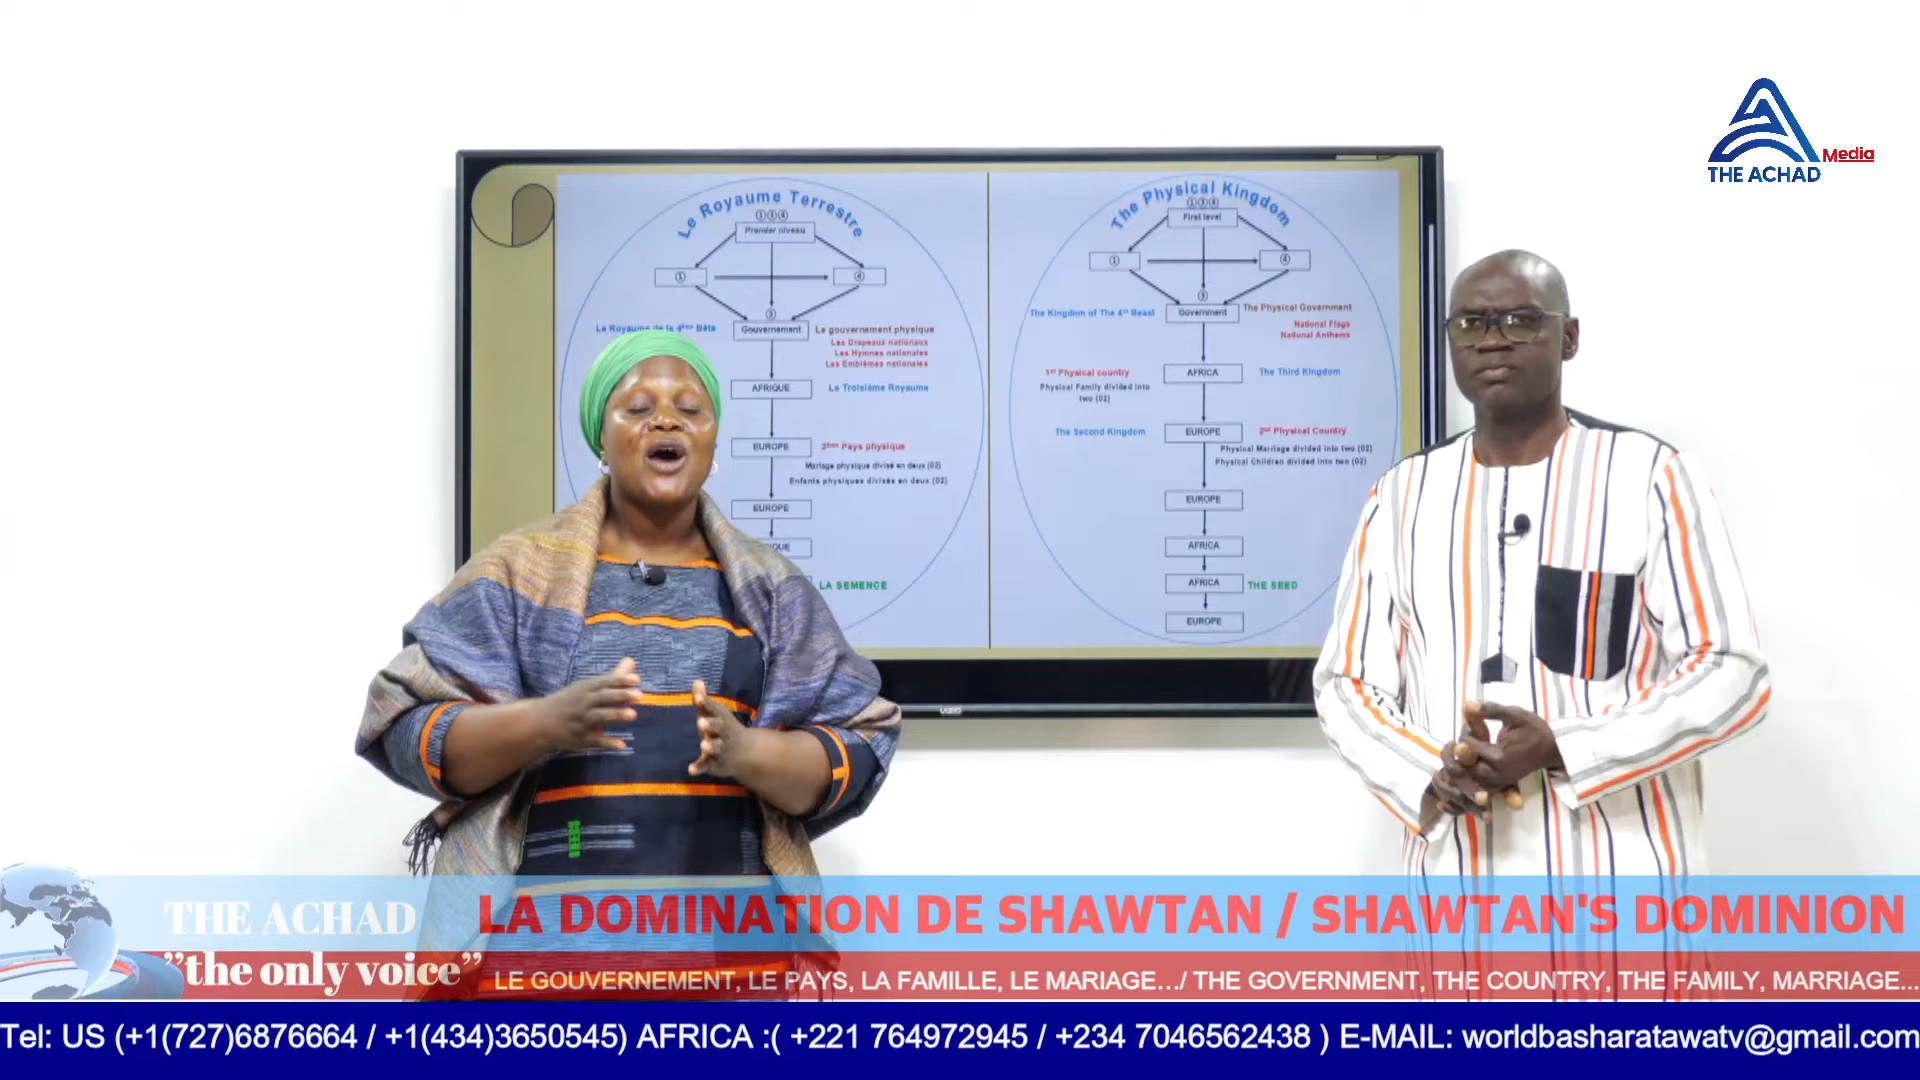 THE ACHAD
Media
Le Royaume Terrestre
①③④
Premier niveau
①
④
③
Le Royaume de la 4ème Bête
Gouvernement
Le gouvernement physique
Les Drapeaux nationaux
Les Hymnes nationales
Les Emblèmes nationales
AFRIQUE
Le Troisième Royaume
EUROPE
2ème Pays physique
Mariage physique divisé en deux (02)
Enfants physiques divisés en deux (02)
EUROPE
QUE
LA SEMENCE
The Physical Kingdom
①③④
First level
①
④
③
The Kingdom of The 4th Beast
Government
The Physical Government
National Flags
National Anthems
1st Physical country
AFRICA
The Third Kingdom
Physical Family divided into
two (02)
The Second Kingdom
EUROPE
2nd Physical Country
Physical Marriage divided into two (02)
Physical Children divided into two (02)
EUROPE
AFRICA
AFRICA
THE SEED
EUROPE
VIZIO
THE ACHAD
"the only voice"
LA DOMINATION DE SHAWTAN / SHAWTAN'S DOMINION
LE GOUVERNEMENT, LE PAYS, LA FAMILLE, LE MARIAGE.../ THE GOVERNMENT, THE COUNTRY, THE FAMILY, MARRIAGE...
Tel: US (+1(727)6876664 / +1(434)3650545) AFRICA :( +221 764972945 / +234 7046562438 ) E-MAIL: worldbasharatawatv@gmail.com